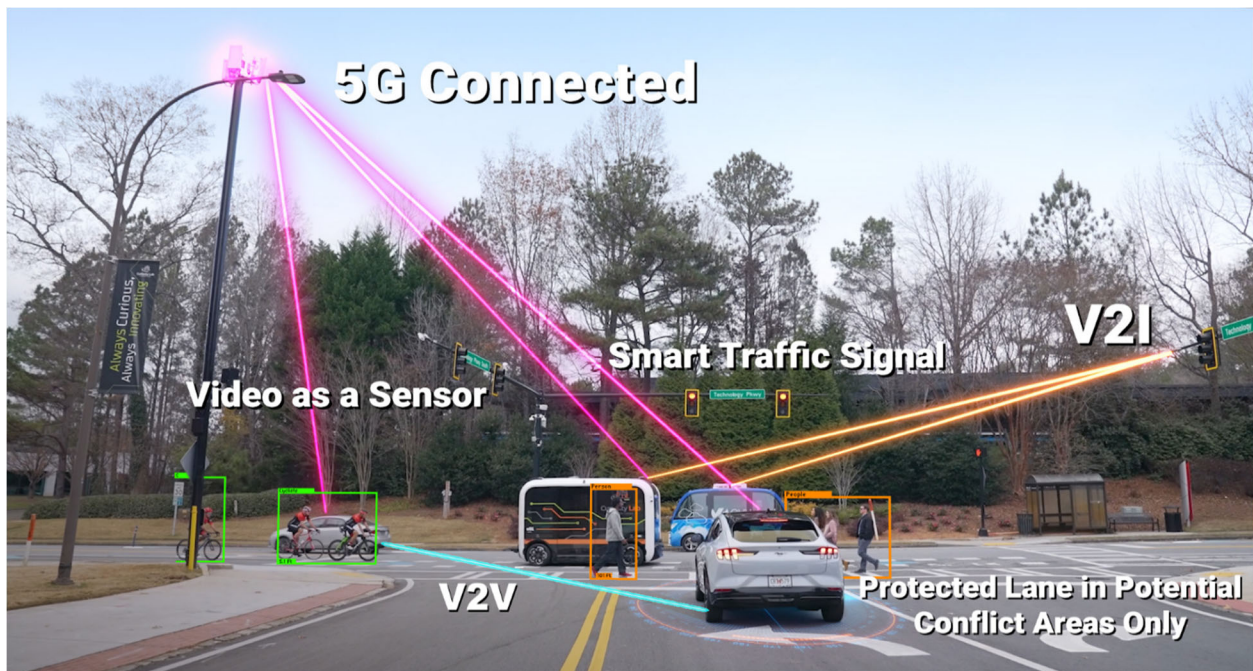 5G Connected
Always Curious.
Always Innovating.
V2I
Smart Traffic Signal
Video as a Sensor
Technology Pkwy
Technology
Person
People
V2V
Protected Lane in Potential
Conflict Areas Only